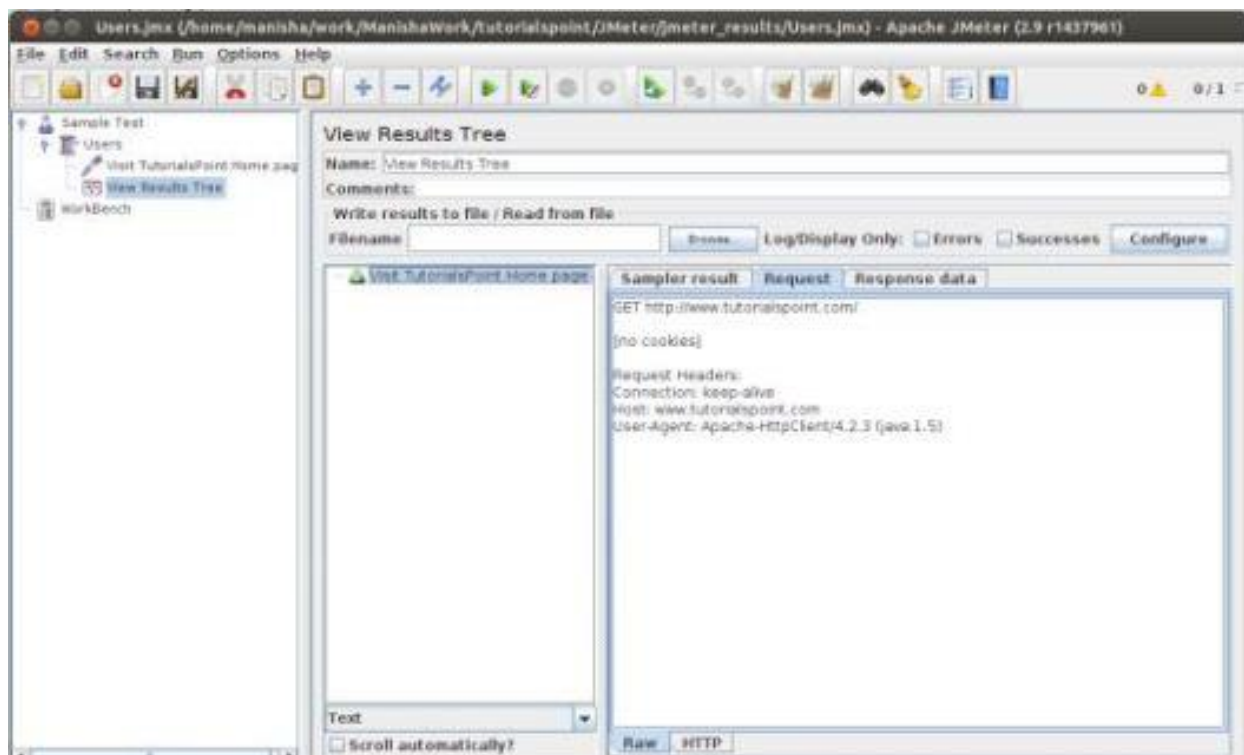 Users.jmx (/home/manisha/work/ManishaWork/tutorialspoint/JMeter/jmeter_results/Users.jmx) - Apache JMeter (2.9 r1437961)
File Edit Search Run Options Help
0 0 / 1
Sample Test
Users
Visit TutorialsPoint Home pag
View Results Tree
WorkBench
View Results Tree
Name: View Results Tree
Comments:
Write results to file / Read from file
Filename Browse... Log/Display Only: Errors Successes Configure
Visit TutorialsPoint Home page
Sampler result Request Response data
GET http://www.tutorialspoint.com/
[no cookies]
Request Headers:
Connection: keep-alive
Host: www.tutorialspoint.com
User-Agent: Apache-HttpClient/4.2.3 (java 1.5)
Text
Scroll automatically?
Raw HTTP